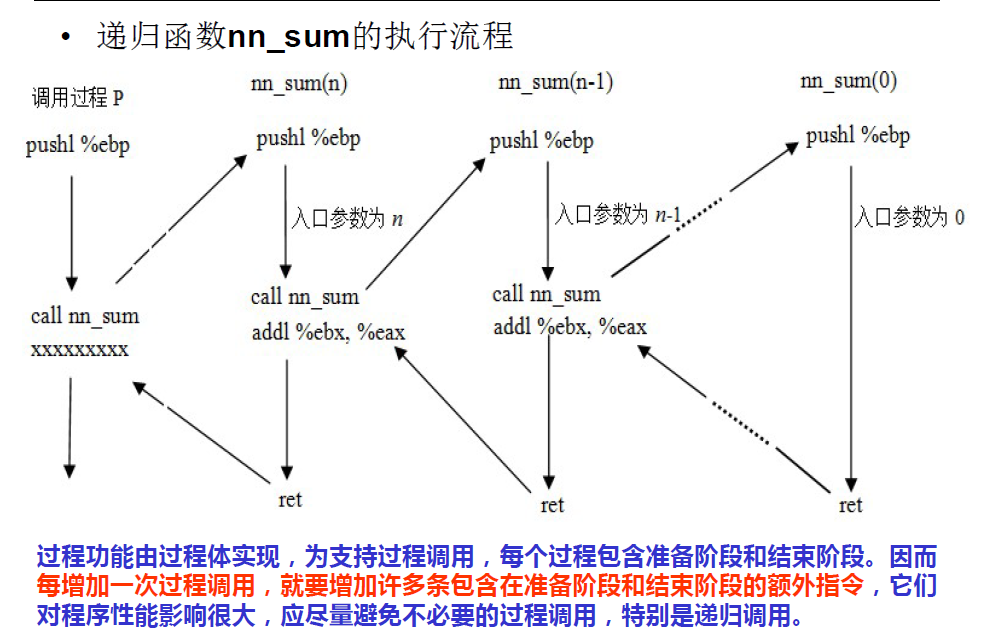 • 递归函数nn_sum的执行流程
调用过程 P
nn_sum(n)
nn_sum(n-1)
nn_sum(0)
pushl %ebp
pushl %ebp
pushl %ebp
pushl %ebp
入口参数为 n
入口参数为 n-1
入口参数为 0
call nn_sum
xxxxxxxxx
call nn_sum
addl %ebx, %eax
call nn_sum
addl %ebx, %eax
ret
ret
ret
过程功能由过程体实现，为支持过程调用，每个过程包含准备阶段和结束阶段。因而
每增加一次过程调用，就要增加许多条包含在准备阶段和结束阶段的额外指令，它们
对程序性能影响很大，应尽量避免不必要的过程调用，特别是递归调用。